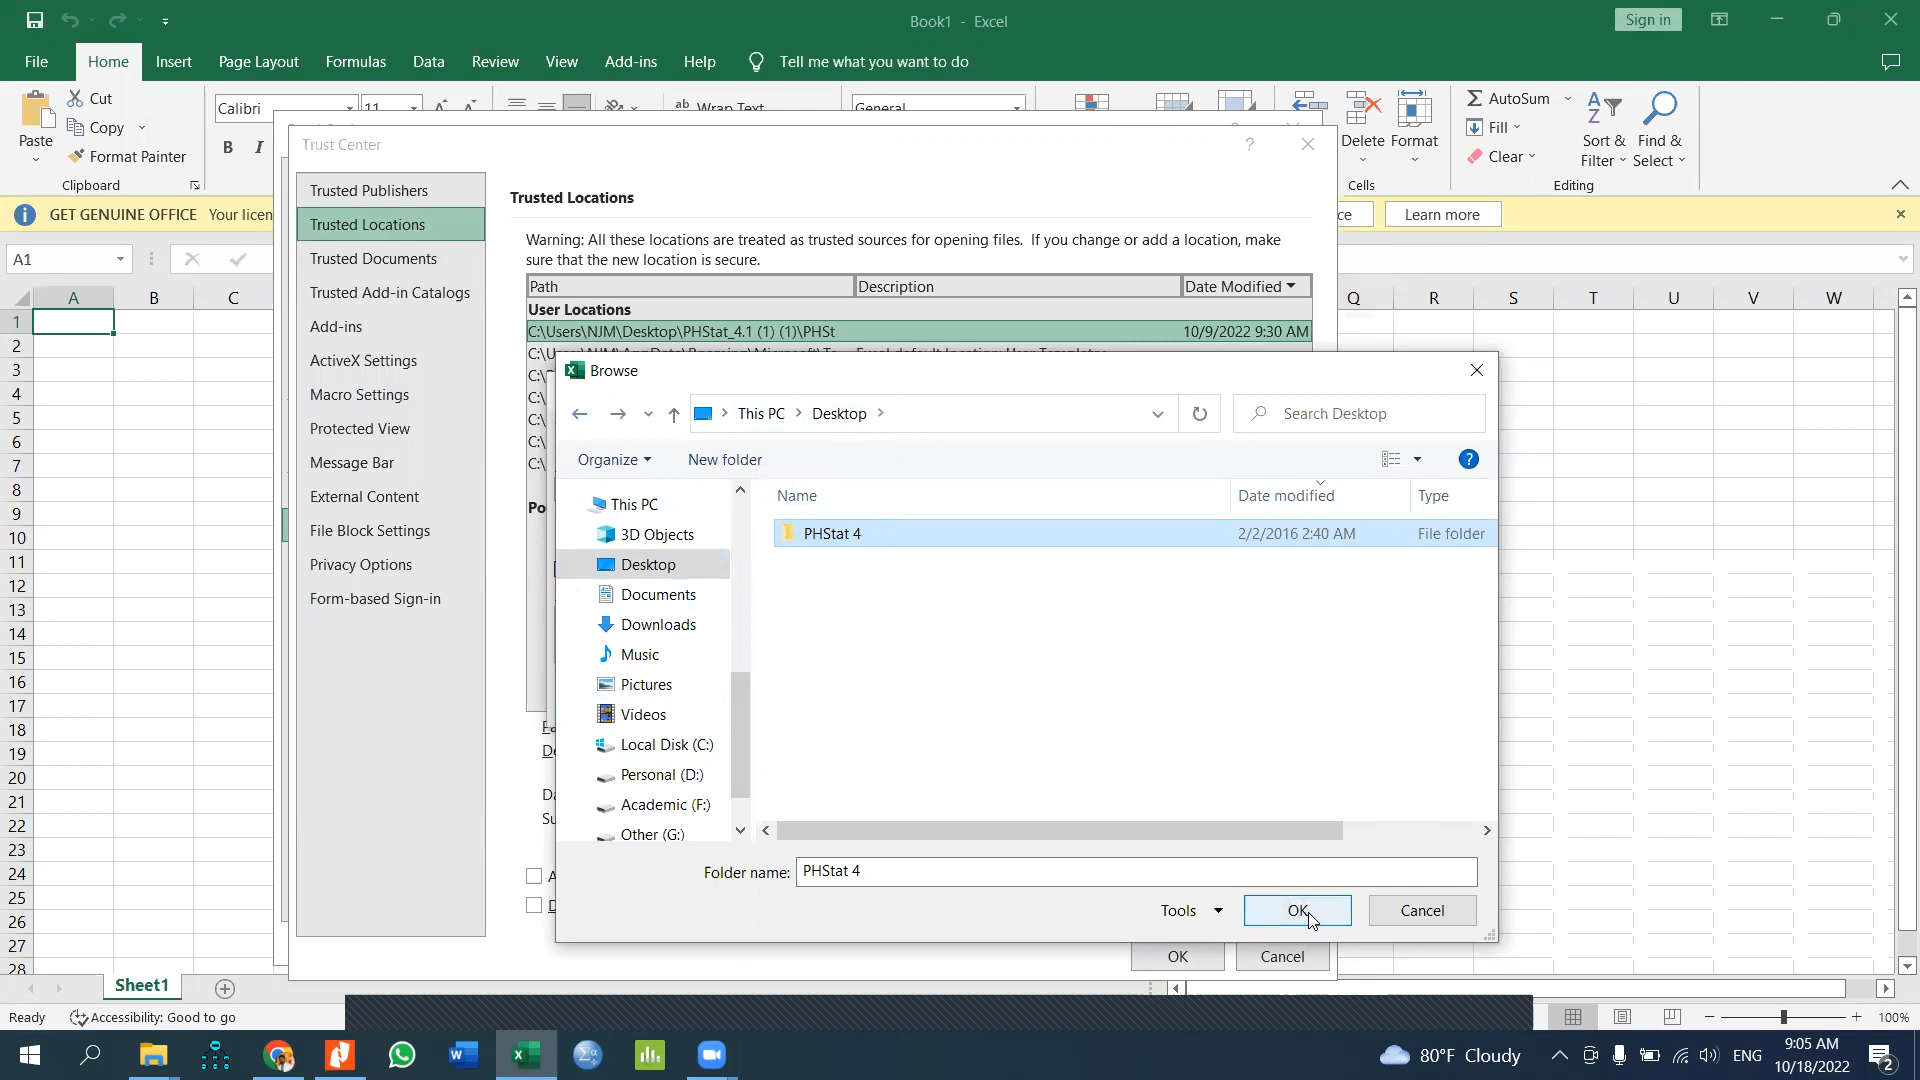 Book1 - Excel
Sign in
File Home Insert Page Layout Formulas Data Review View Add-ins Help Tell me what you want to do
Cut
Copy
Format Painter
Paste
Clipboard
Calibri 11
B I
ab Wrap Text
General
Delete Format
Cells
AutoSum
Fill
Clear
Sort & Filter
Find & Select
Editing
GET GENUINE OFFICE Your licen
ce
Learn more
A1
A B C Q R S T U V W
1
2
3
4
5
6
7
8
9
10
11
12
13
14
15
16
17
18
19
20
21
22
23
24
25
26
27
28
Trust Center
?
Trusted Publishers
Trusted Locations
Trusted Documents
Trusted Add-in Catalogs
Add-ins
ActiveX Settings
Macro Settings
Protected View
Message Bar
External Content
File Block Settings
Privacy Options
Form-based Sign-in
Trusted Locations
Warning: All these locations are treated as trusted sources for opening files. If you change or add a location, make
sure that the new location is secure.
Path Description Date Modified
User Locations
C:\Users\NJM\Desktop\PHStat_4.1 (1) (1)\PHSt 10/9/2022 9:30 AM
Browse
This PC > Desktop >
Search Desktop
Organize New folder
?
This PC
3D Objects
Desktop
Documents
Downloads
Music
Pictures
Videos
Local Disk (C:)
Personal (D:)
Academic (F:)
Other (G:)
Name Date modified Type
PHStat 4 2/2/2016 2:40 AM File folder
Folder name: PHStat 4
Tools OK Cancel
OK Cancel
Sheet1
Ready Accessibility: Good to go
100%
80°F Cloudy
ENG
9:05 AM
10/18/2022
2